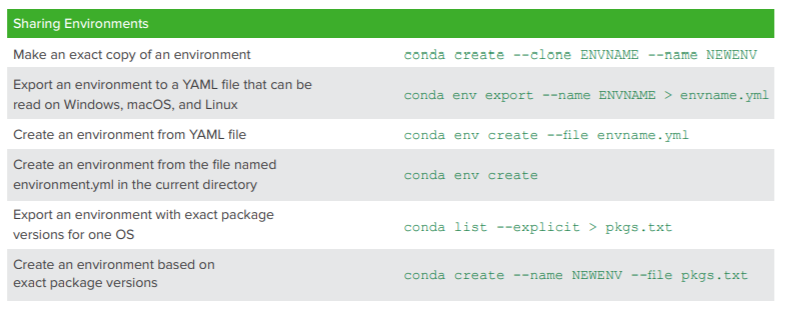 Sharing Environments
Make an exact copy of an environment conda create --clone ENVNAME --name NEWENV
Export an environment to a YAML file that can be
read on Windows, macOS, and Linux conda env export --name ENVNAME > envname.yml
Create an environment from YAML file conda env create --file envname.yml
Create an environment from the file named
environment.yml in the current directory conda env create
Export an environment with exact package
versions for one OS conda list --explicit > pkgs.txt
Create an environment based on
exact package versions conda create --name NEWENV --file pkgs.txt